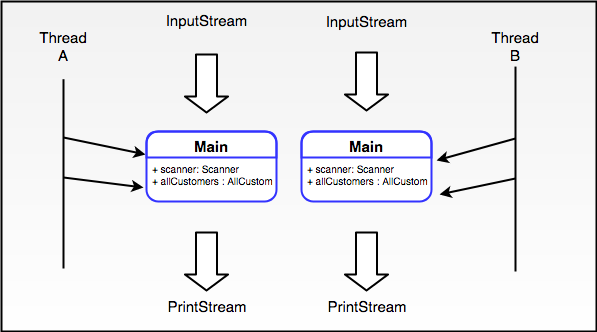 InputStream
InputStream
Thread
A
Thread
B
Main
+ scanner: Scanner
+ allCustomers : AllCustom
Main
+ scanner: Scanner
+ allCustomers : AllCustom
PrintStream
PrintStream